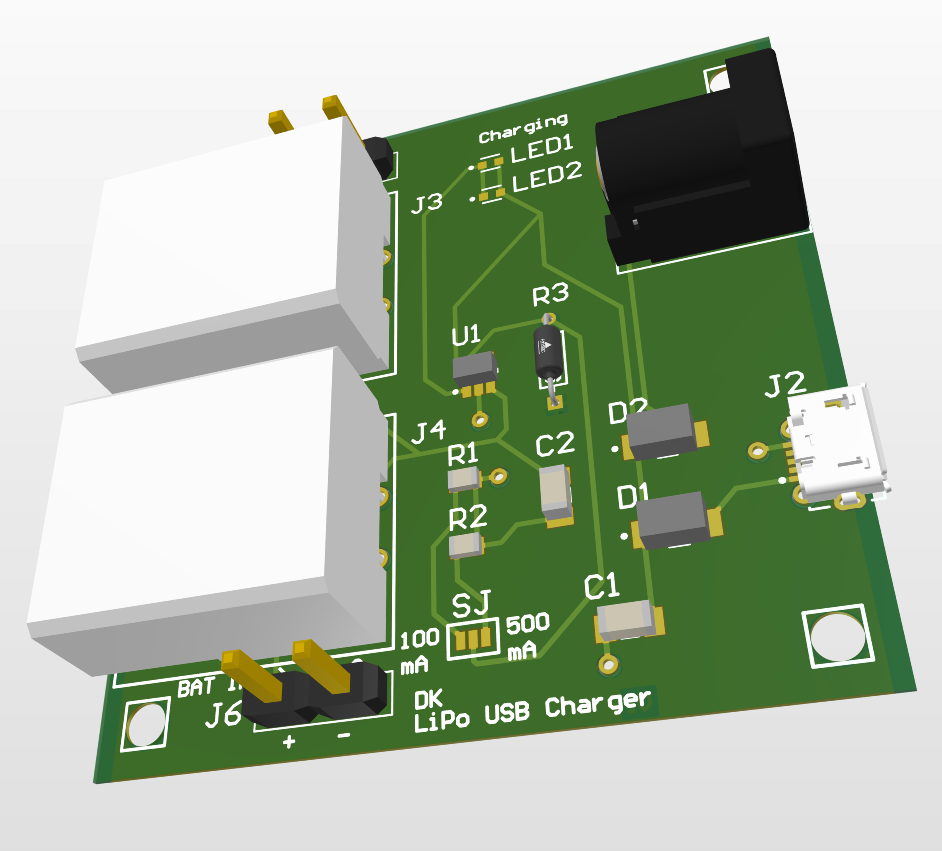 Charging
LED1
LED2
J3
R3
U1
J2
D2
J4
C2
R1
D1
R2
C1
SJ
100
mA
500
mA
BAT
J6
DK
LiPo USB Charger
+ -